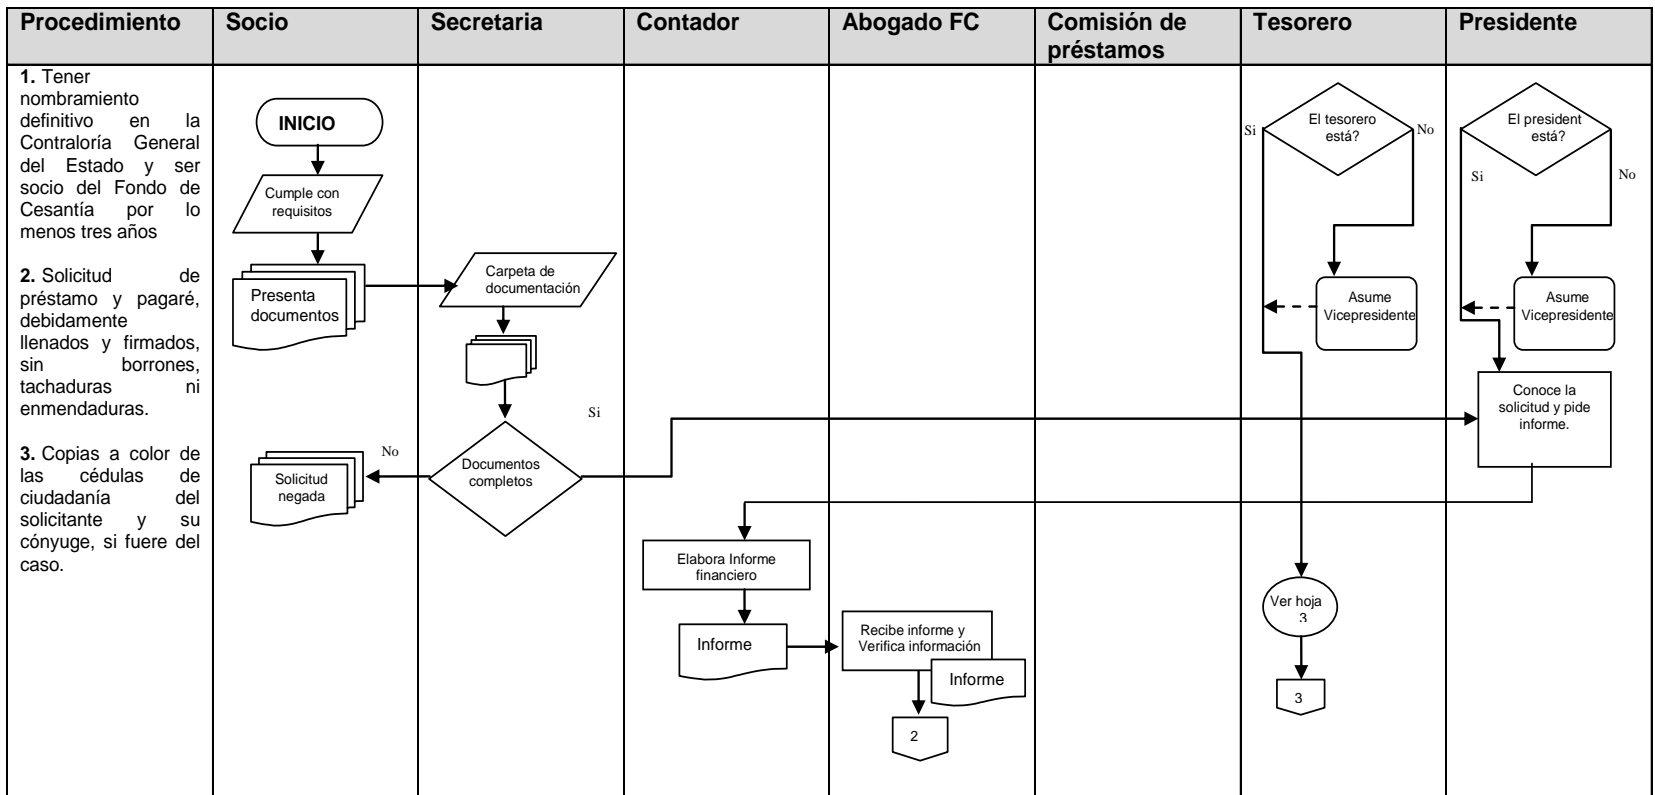 Procedimiento
Socio
Secretaria
Contador
Abogado FC
Comisión de
préstamos
Tesorero
Presidente
1. Tener
nombramiento
definitivo en la
Contraloría General
del Estado y ser
socio del Fondo de
Cesantía por lo
menos tres años
2. Solicitud de
préstamo y pagaré,
debidamente
llenados y firmados,
sin borrones,
tachaduras ni
enmendaduras.
3. Copias a color de
las cédulas de
ciudadanía del
solicitante y su
cónyuge, si fuere del
caso.
INICIO
Cumple con
requisitos
Presenta
documentos
Solicitud
negada
No
Carpeta de
documentación
Si
Documentos
completos
Elabora Informe
financiero
Informe
Recibe informe y
Verifica información
Informe
2
El tesorero
está?
Si
No
Asume
Vicepresidente
Ver hoja
3
3
El president
está?
Si
No
Asume
Vicepresidente
Conoce la
solicitud y pide
informe.